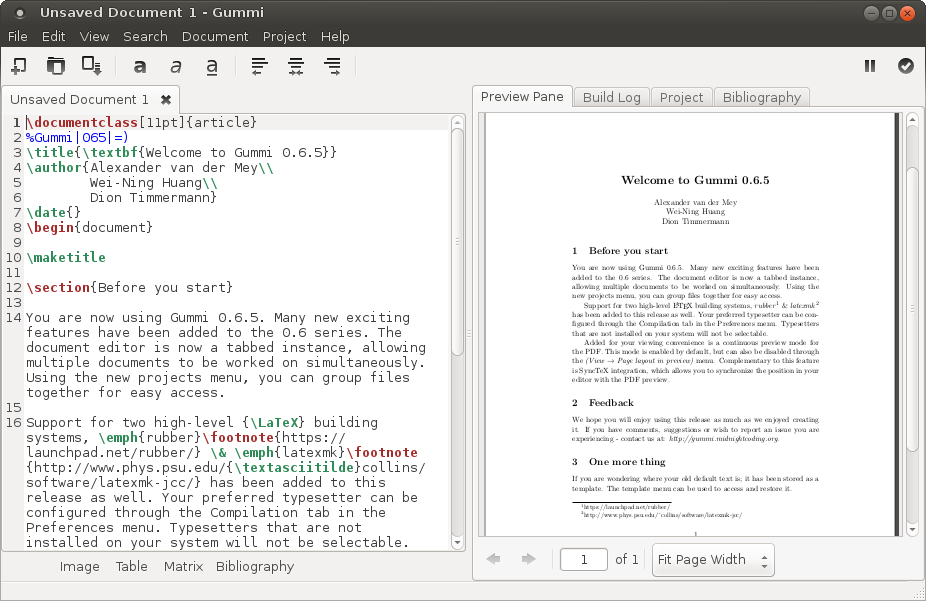 Unsaved Document 1 - Gummi
File Edit View Search Document Project Help
a a a
Unsaved Document 1
1 \documentclass[11pt]{article}
2 %Gummi|065|=)
3 \title{\textbf{Welcome to Gummi 0.6.5}}
4 \author{Alexander van der Mey\\
5 Wei-Ning Huang\\
6 Dion Timmermann}
7 \date{}
8 \begin{document}
9
10 \maketitle
11
12 \section{Before you start}
13
14 You are now using Gummi 0.6.5. Many new exciting
features have been added to the 0.6 series. The
document editor is now a tabbed instance, allowing
multiple documents to be worked on simultaneously.
Using the new projects menu, you can group files
together for easy access.
15
16 Support for two high-level {\LaTeX} building
systems, \emph{rubber}\footnote{https://
launchpad.net/rubber/} \& \emph{latexmk}\footnote
{http://www.phys.psu.edu/{\textasciitilde}collins/
software/latexmk-jcc/} has been added to this
release as well. Your preferred typesetter can be
configured through the Compilation tab in the
Preferences menu. Typesetters that are not
installed on your system will not be selectable.
Image Table Matrix Bibliography
Preview Pane Build Log Project Bibliography
Welcome to Gummi 0.6.5
Alexander van der Mey
Wei-Ning Huang
Dion Timmermann
1 Before you start
You are now using Gummi 0.6.5. Many new exciting features have been
added to the 0.6 series. The document editor is now a tabbed instance,
allowing multiple documents to be worked on simultaneously. Using the
new projects menu, you can group files together for easy access.
Support for two high-level LATEX building systems, rubber¹ & latexmk²
has been added to this release as well. Your preferred typesetter can be con-
figured through the Compilation tab in the Preferences menu. Typesetters
that are not installed on your system will not be selectable.
Added for your viewing convenience is a continuous preview mode for
the PDF. This mode is enabled by default, but can also be disabled through
the (View → Page layout in preview) menu. Complementary to this feature
is SyncTeX integration, which allows you to synchronize the position in your
editor with the PDF preview.
2 Feedback
We hope you will enjoy using this release as much as we enjoyed creating
it. If you have comments, suggestions or wish to report an issue you are
experiencing - contact us at: http://gummi.midnightcoding.org.
3 One more thing
If you are wondering where your old default text is; it has been stored as a
template. The template menu can be used to access and restore it.
¹https://launchpad.net/rubber/
²http://www.phys.psu.edu/~collins/software/latexmk-jcc/
1 of 1 Fit Page Width